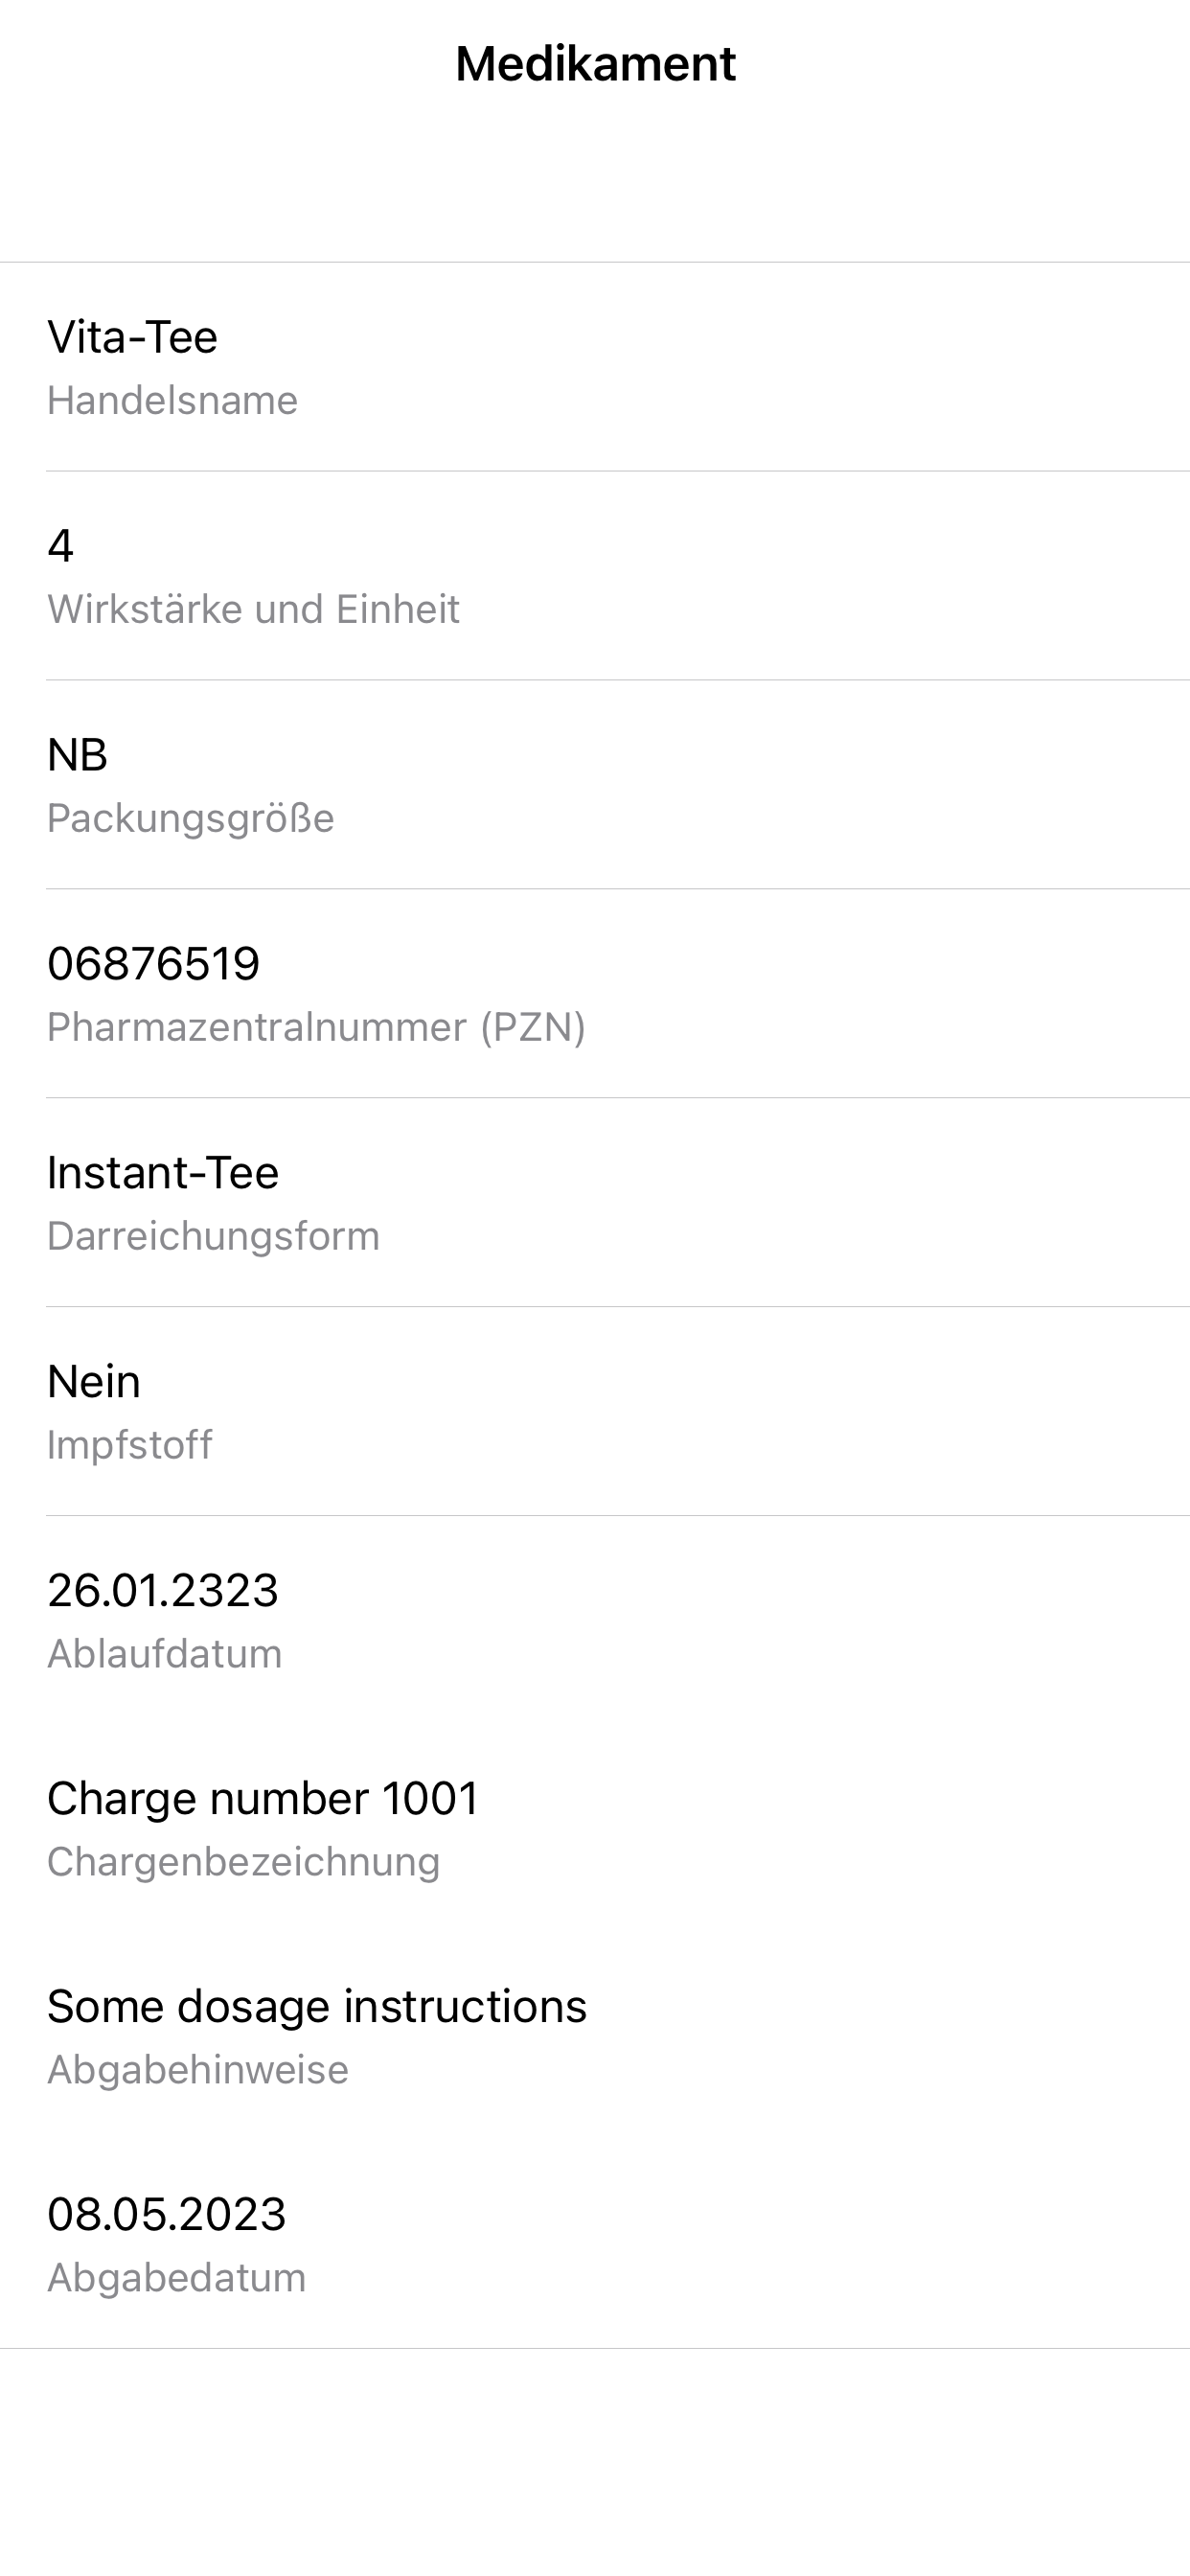 Medikament
Vita-Tee
Handelsname
4
Wirkstärke und Einheit
NB
Packungsgröße
06876519
Pharmazentralnummer (PZN)
Instant-Tee
Darreichungsform
Nein
Impfstoff
26.01.2323
Ablaufdatum
Charge number 1001
Chargenbezeichnung
Some dosage instructions
Abgabehinweise
08.05.2023
Abgabedatum